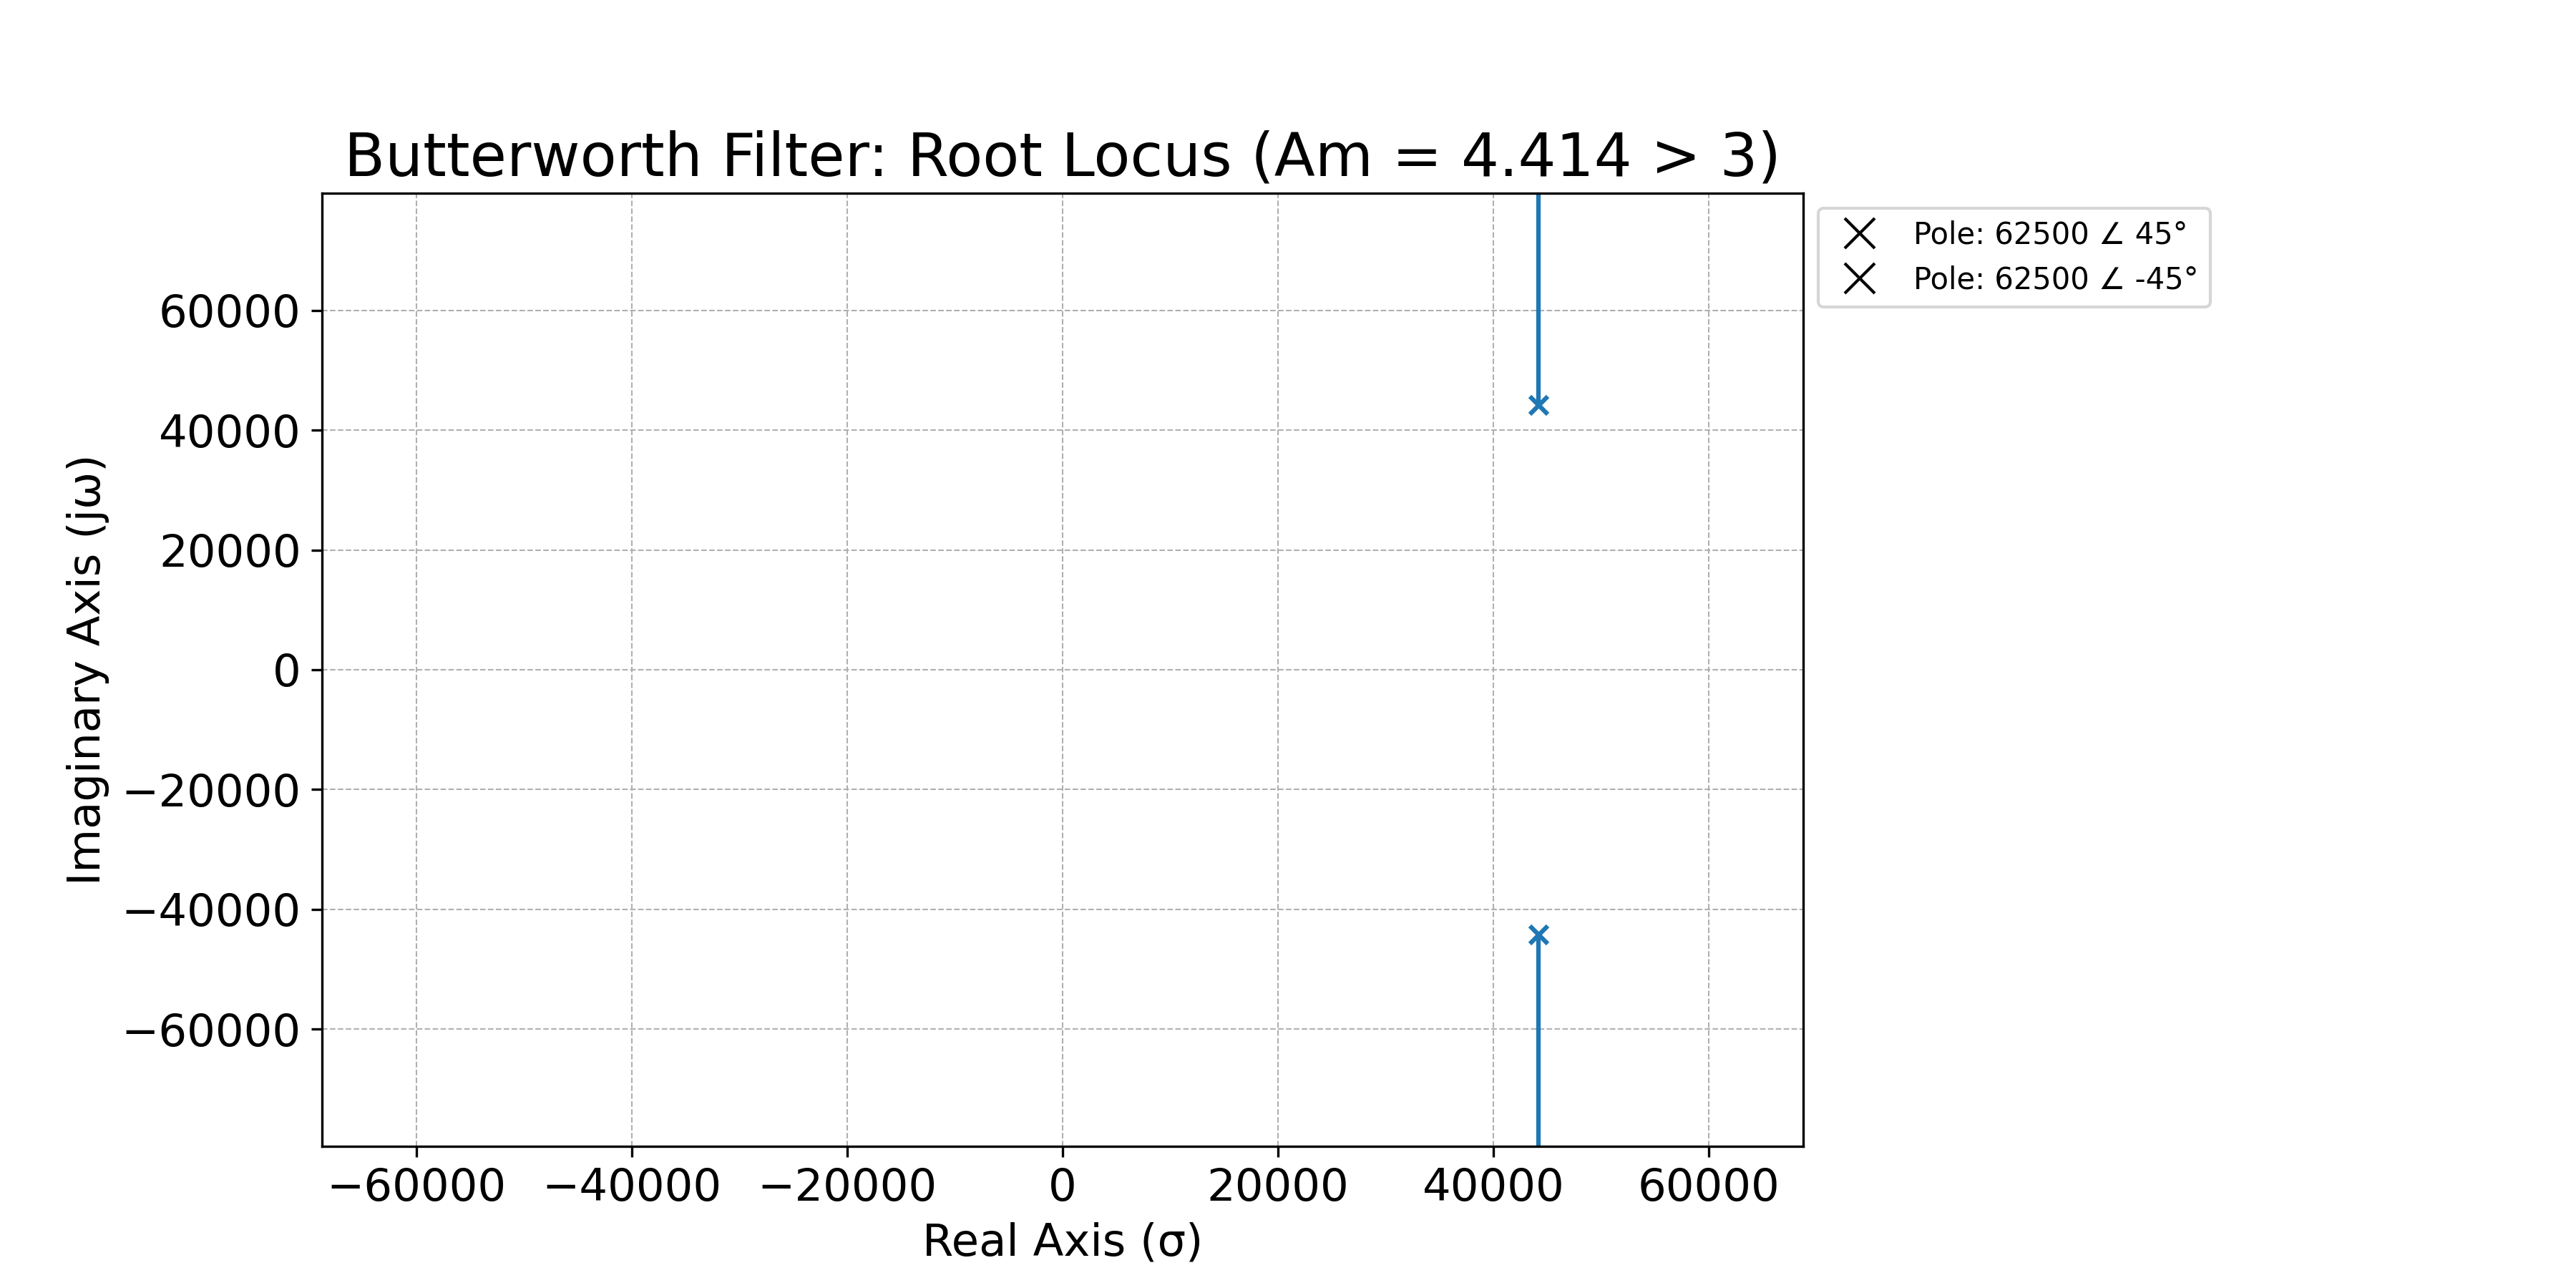 Butterworth Filter: Root Locus (Am = 4.414 > 3)
Pole: 62500 ∠ 45°
Pole: 62500 ∠ -45°
Imaginary Axis (jω)
60000
40000
20000
0
−20000
−40000
−60000
−60000 −40000 −20000 0 20000 40000 60000
Real Axis (σ)